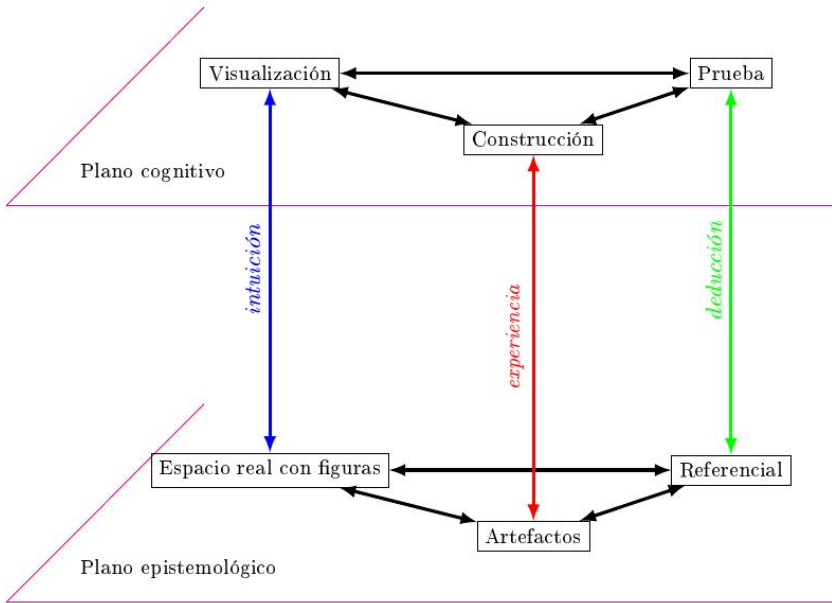 Visualización
Prueba
Construcción
Plano cognitivo
intuición
experiencia
deducción
Espacio real con figuras
Referencial
Artefactos
Plano epistemológico